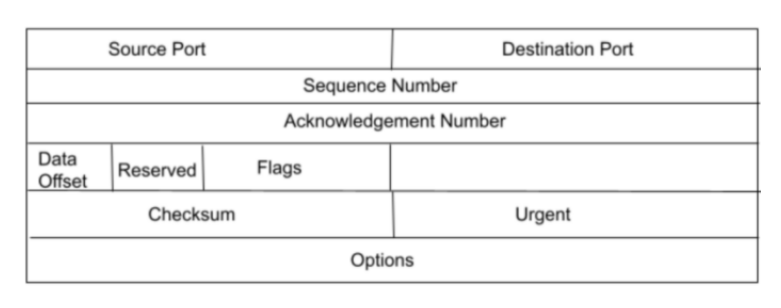 Source Port Destination Port
Sequence Number
Acknowledgement Number
Data
Offset Reserved Flags
Checksum Urgent
Options